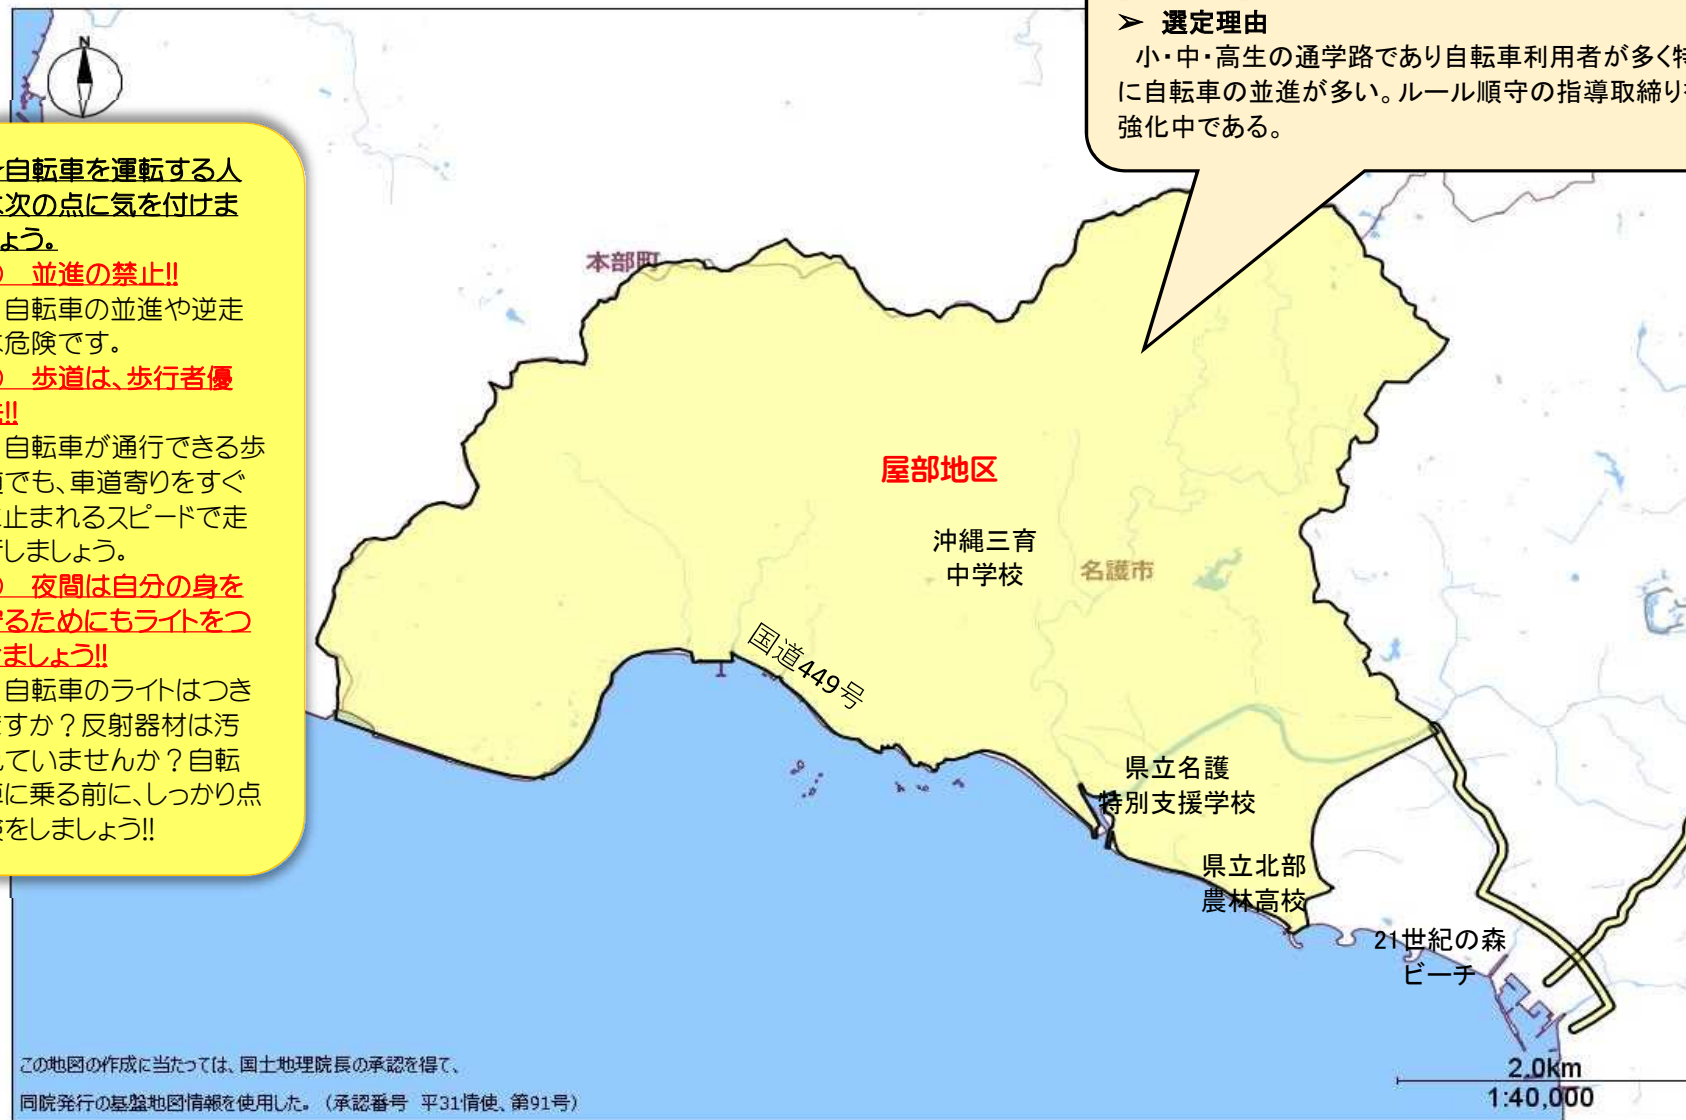 ➢ 選定理由
小・中・高生の通学路であり自転車利用者が多く特
に自転車の並進が多い。ルール順守の指導取締り
強化中である。
N
自転車を運転する人
次の点に気を付けま
ょう。
並進の禁止!!
自転車の並進や逆走
危険です。
歩道は、歩行者優
!!
自転車が通行できる歩
でも、車道寄りをすぐ
止まれるスピードで走
しましょう。
夜間は自分の身を
るためにもライトをつ
ましょう!!
自転車のライトはつき
すか？反射器材は汚
ていませんか？自転
に乗る前に、しっかり点
をしましょう!!
本部町
屋部地区
沖縄三育
中学校
名護市
国道449号
県立名護
特別支援学校
県立北部
農林高校
21世紀の森
ビーチ
この地図の作成に当たっては、国土地理院長の承認を得て、
同院発行の基盤地図情報を使用した。（承認番号 平31情使、第91号）
2.0km
1:40,000